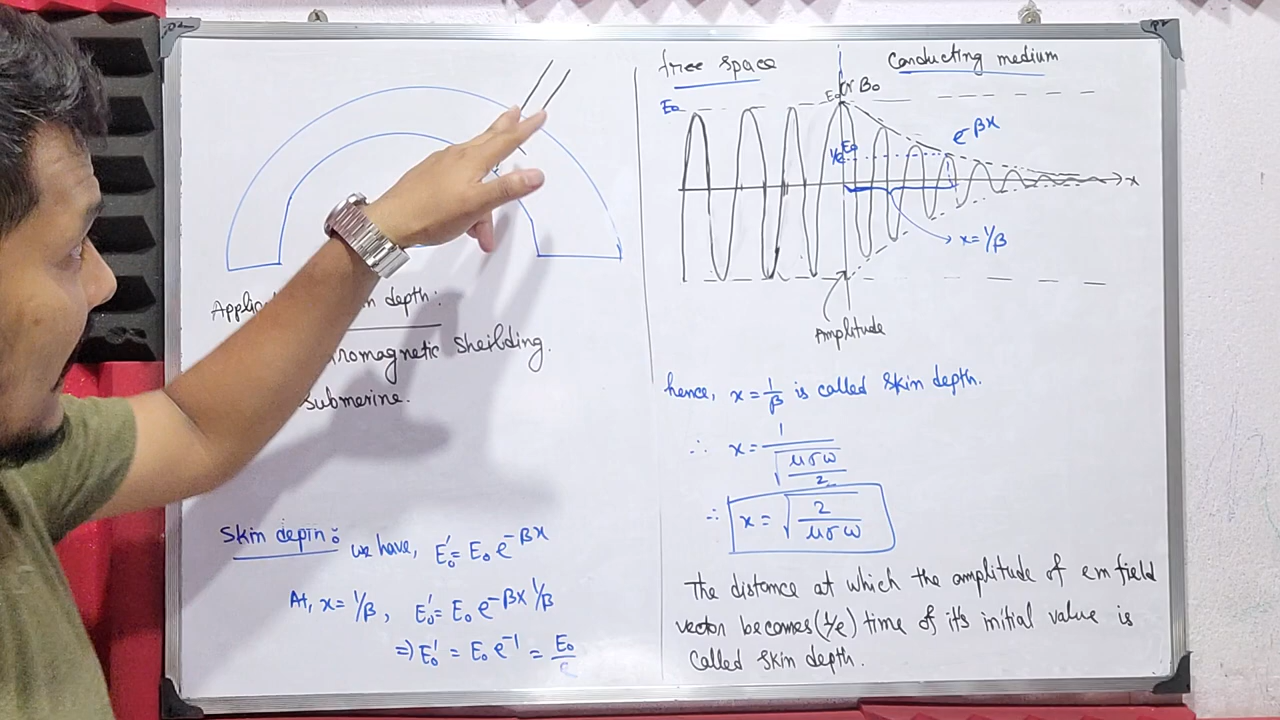 Applic n depth:
romagnetic Sheilding.
submerine.
Skin depth:
we have, E₀' = E₀ e^-βx
At, x = 1/β, E₀' = E₀ e^-β×1/β
⇒ E₀' = E₀ e^-1 = E₀/e
free space
Conducting medium
E₀
E₀ or B₀
1/e E₀
e^-βx
x
x = 1/β
Amplitude
hence, x = 1/β is called skin depth.
∴ x = 1/√(μσω/2)
∴ x = √(2/μσω)
The distance at which the amplitude of em field
vector becomes (1/e) time of it's initial value is
called skin depth.